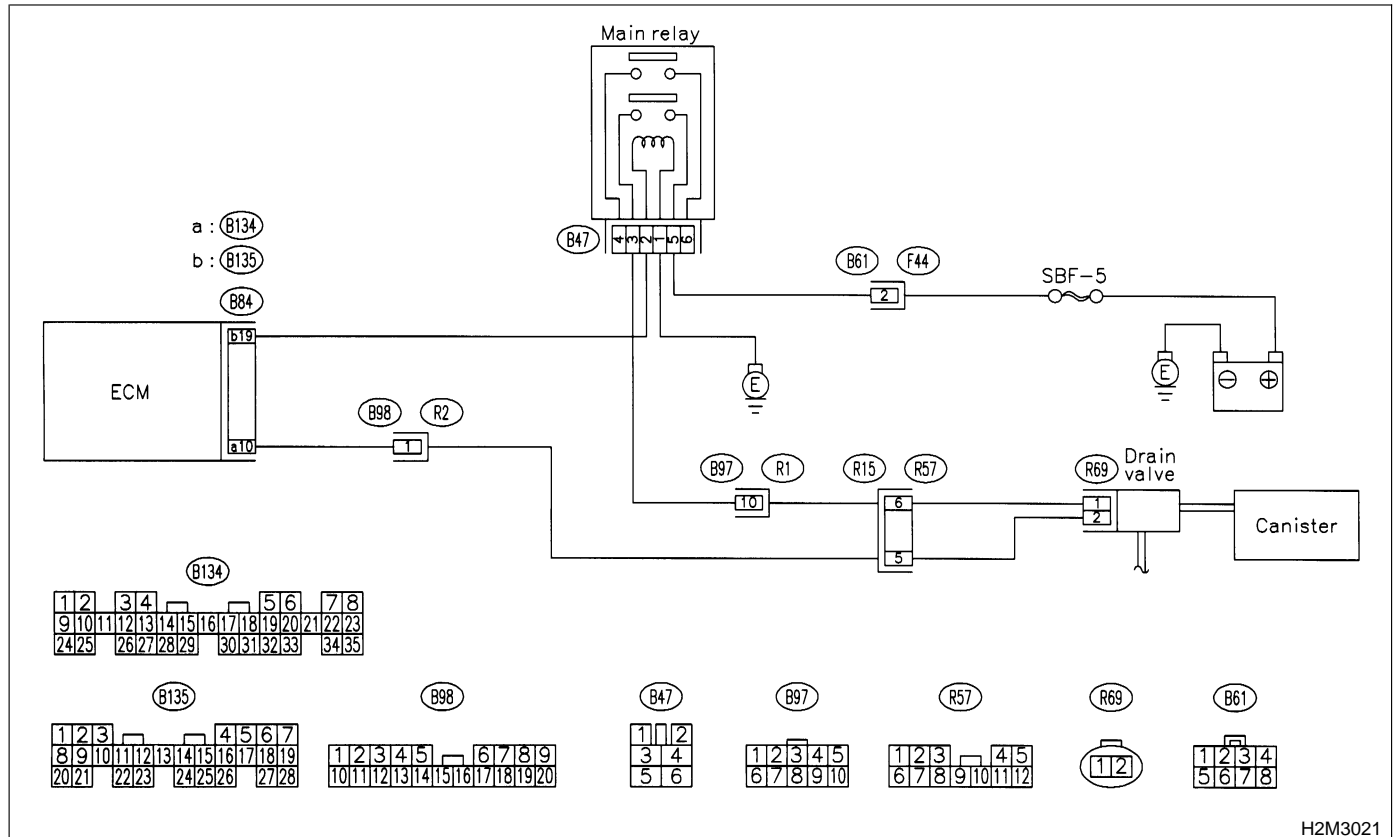 Main relay
a : B134
b : B135
B84
B47
4 3 2 1 5 6
B61 F44
2
SBF-5
b19
ECM
E
E
⊖ ⊕
B98 R2
1
a10
B97 R1
10
R15 R57
6
5
R69
1
2
Drain
valve
Canister
B134
1 2 3 4 5 6 7 8
9 10 11 12 13 14 15 16 17 18 19 20 21 22 23
24 25 26 27 28 29 30 31 32 33 34 35
B135
1 2 3 4 5 6 7
8 9 10 11 12 13 14 15 16 17 18 19
20 21 22 23 24 25 26 27 28
B98
1 2 3 4 5 6 7 8 9
10 11 12 13 14 15 16 17 18 19 20
B47
1 2
3 4
5 6
B97
1 2 3 4 5
6 7 8 9 10
R57
1 2 3 4 5
6 7 8 9 10 11 12
R69
1 2
B61
1 2 3 4
5 6 7 8
H2M3021